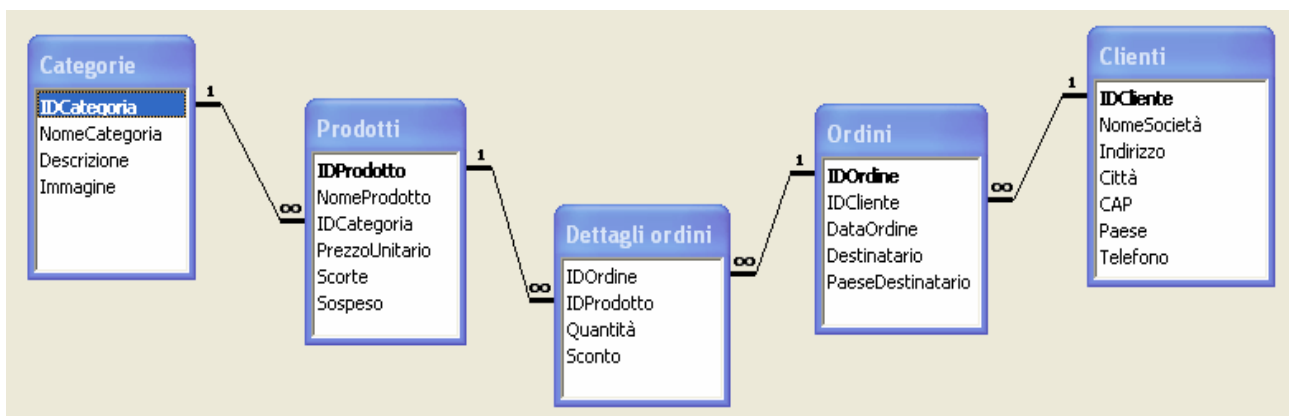 Categorie
IDCategoria
NomeCategoria
Descrizione
Immagine
1
∞
Prodotti
IDProdotto
NomeProdotto
IDCategoria
PrezzoUnitario
Scorte
Sospeso
1
∞
Dettagli ordini
IDOrdine
IDProdotto
Quantità
Sconto
∞
1
Ordini
IDOrdine
IDCliente
DataOrdine
Destinatario
PaeseDestinatario
∞
1
Clienti
IDCliente
NomeSocietà
Indirizzo
Città
CAP
Paese
Telefono